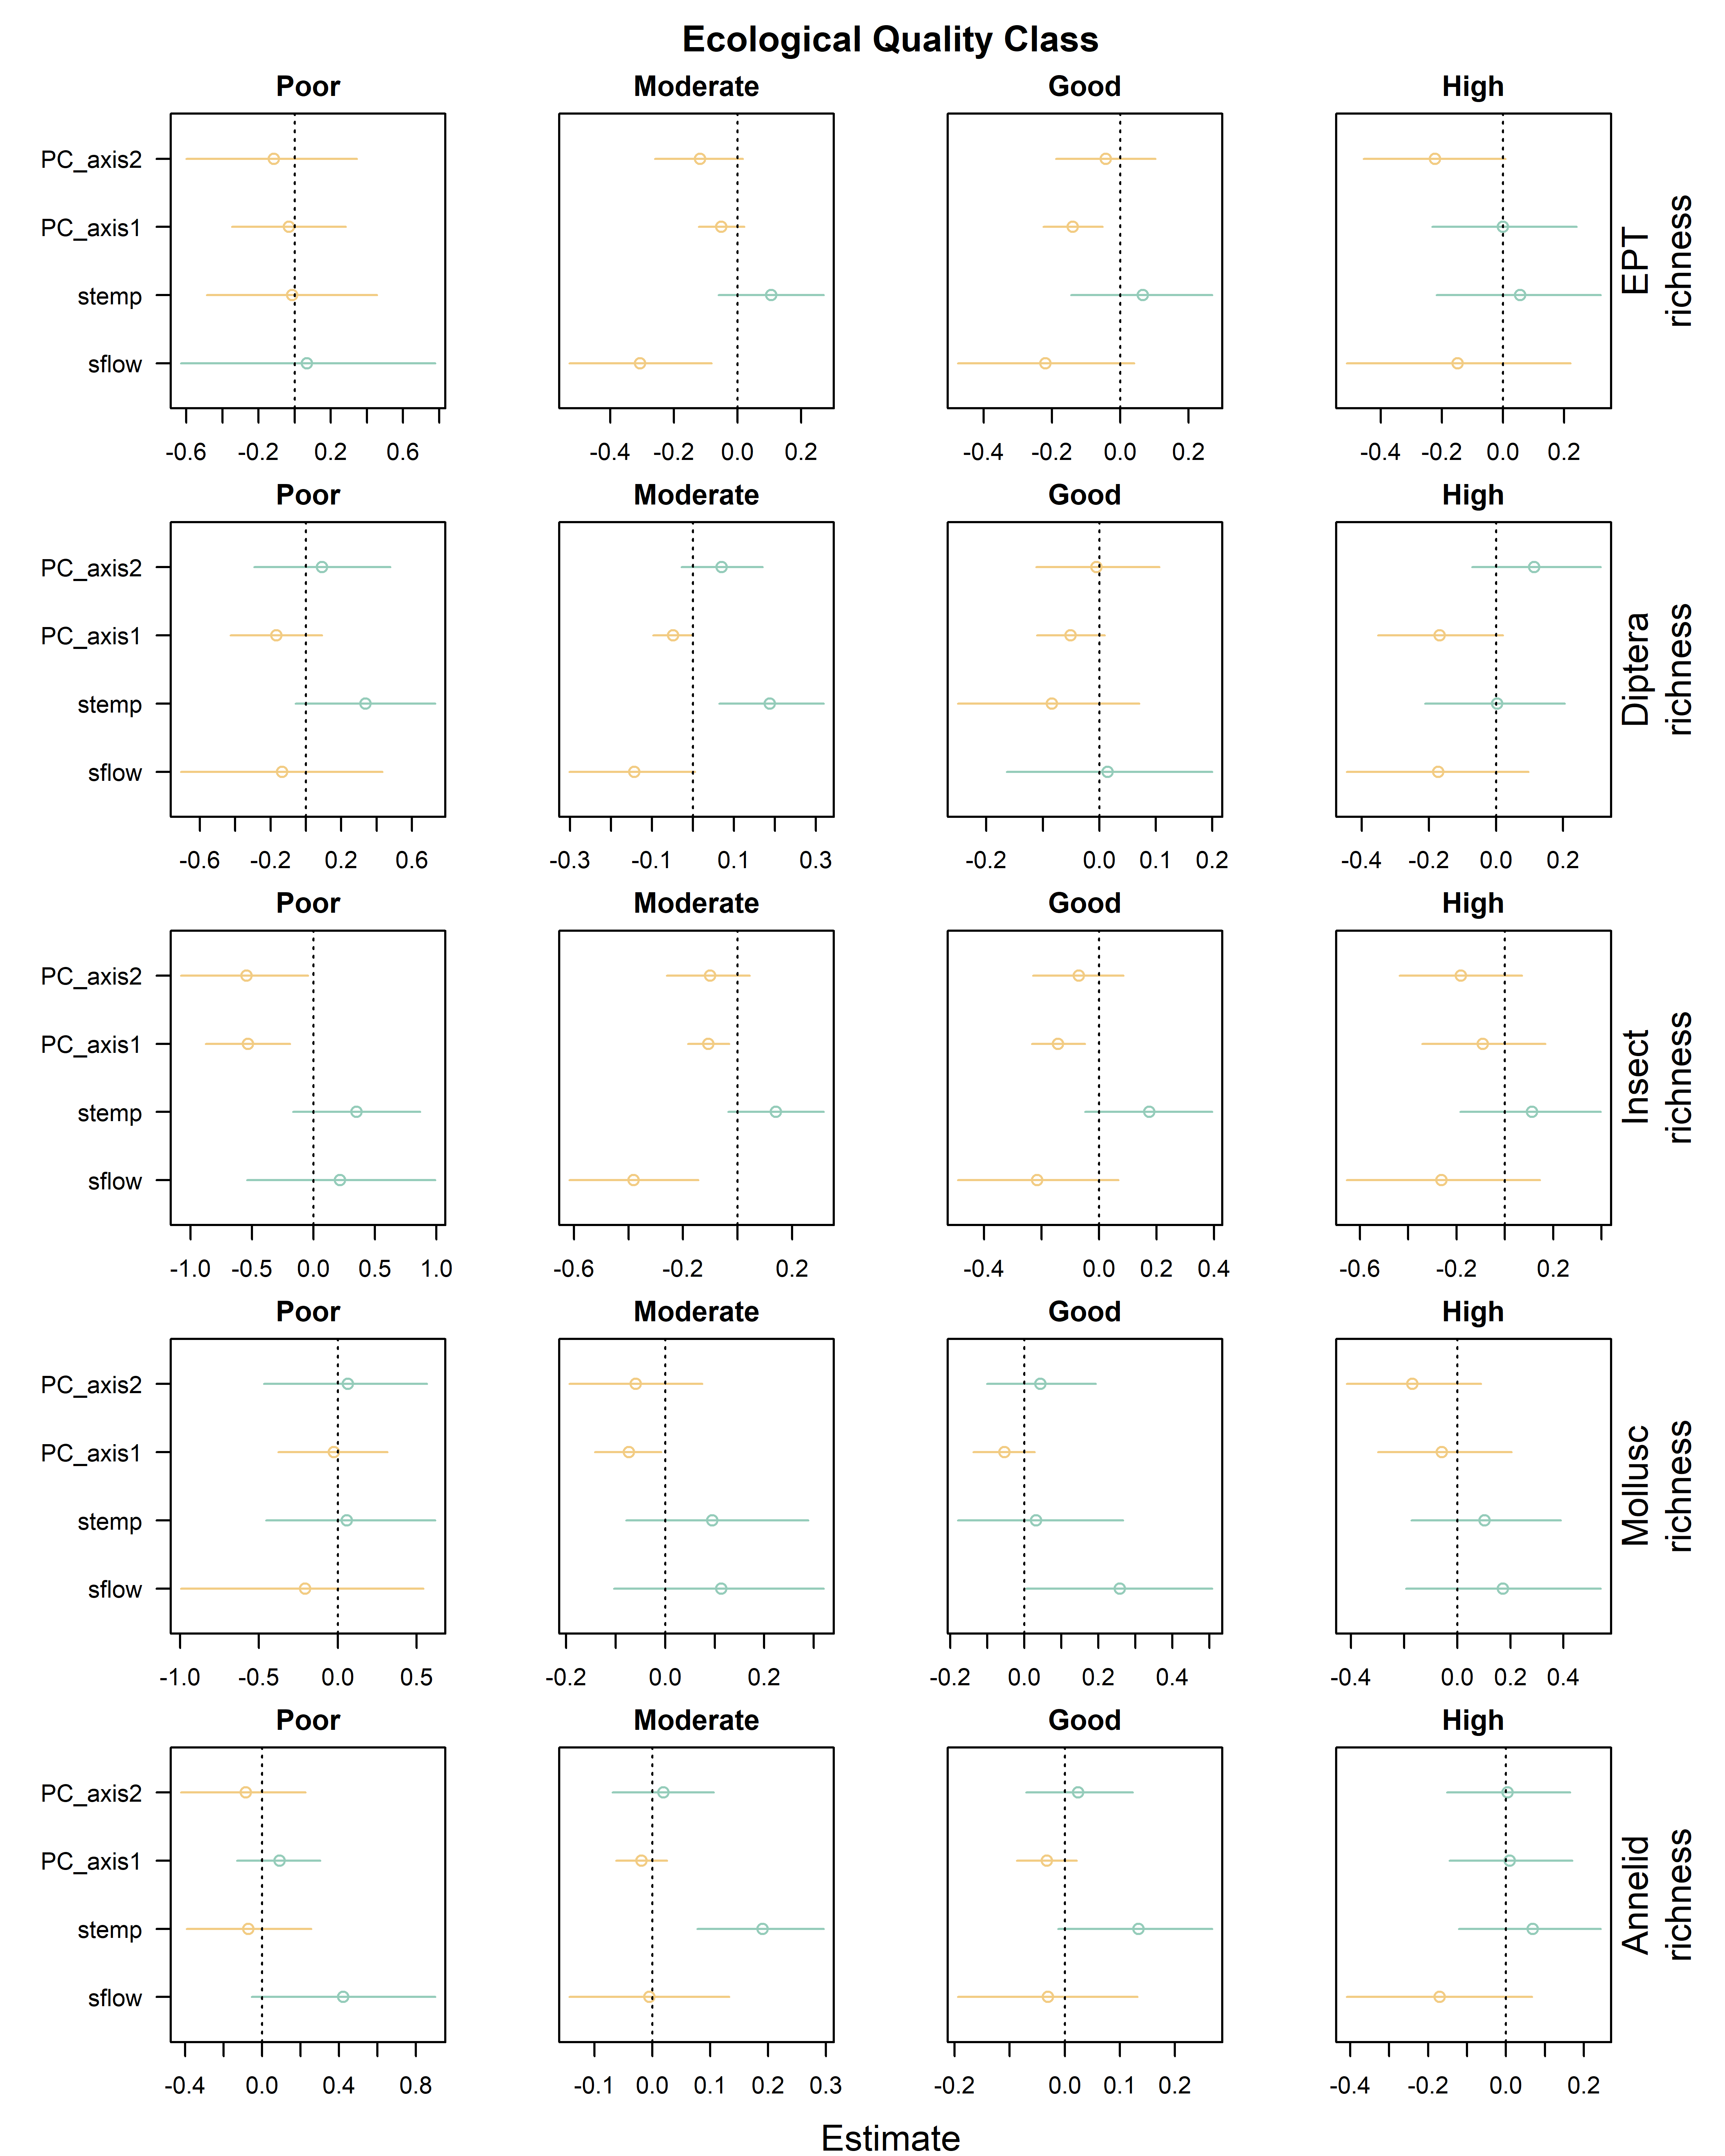 Ecological Quality Class
Poor Moderate Good High
PC_axis2
PC_axis1
stemp
sflow
EPT
richness
-0.6 -0.2 0.2 0.6 -0.4 -0.2 0.0 0.2 -0.4 -0.2 0.0 0.2 -0.4 -0.2 0.0 0.2
Poor Moderate Good High
PC_axis2
PC_axis1
stemp
sflow
Diptera
richness
-0.6 -0.2 0.2 0.6 -0.3 -0.1 0.1 0.3 -0.2 0.0 0.1 0.2 -0.4 -0.2 0.0 0.2
Poor Moderate Good High
PC_axis2
PC_axis1
stemp
sflow
Insect
richness
-1.0 -0.5 0.0 0.5 1.0 -0.6 -0.2 0.2 -0.4 0.0 0.2 0.4 -0.6 -0.2 0.2
Poor Moderate Good High
PC_axis2
PC_axis1
stemp
sflow
Mollusc
richness
-1.0 -0.5 0.0 0.5 -0.2 0.0 0.2 -0.2 0.0 0.2 0.4 -0.4 0.0 0.2 0.4
Poor Moderate Good High
PC_axis2
PC_axis1
stemp
sflow
Annelid
richness
-0.4 0.0 0.4 0.8 -0.1 0.0 0.1 0.2 0.3 -0.2 0.0 0.1 0.2 -0.4 -0.2 0.0 0.2
Estimate